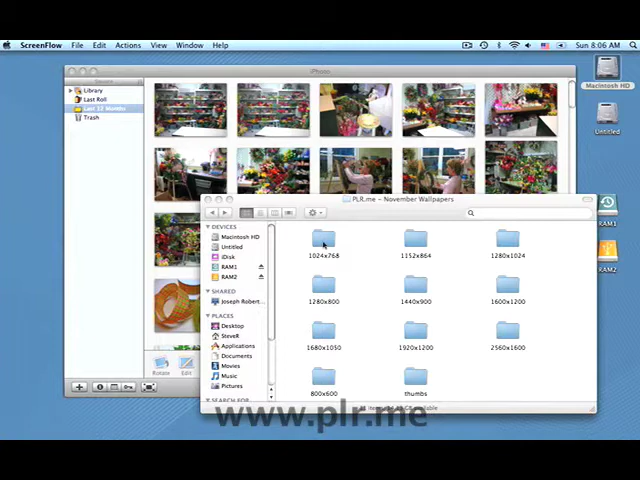 ScreenFlow File Edit Actions View Window Help Sun 8:06 AM
iPhoto
Library
Last Roll
Last 12 Months
Trash
Rotate Edit
Macintosh HD
Untitled
RAM1
RAM2
PLR.me – November Wallpapers
DEVICES
Macintosh HD
Untitled
iDisk
RAM1
RAM2
SHARED
Joseph Robert...
PLACES
Desktop
SteveR
Applications
Documents
Movies
Music
Pictures
SEARCH FOR
1024x768 1152x864 1280x1024
1280x800 1440x900 1600x1200
1680x1050 1920x1200 2560x1600
800x600 thumbs
available
www.plr.me